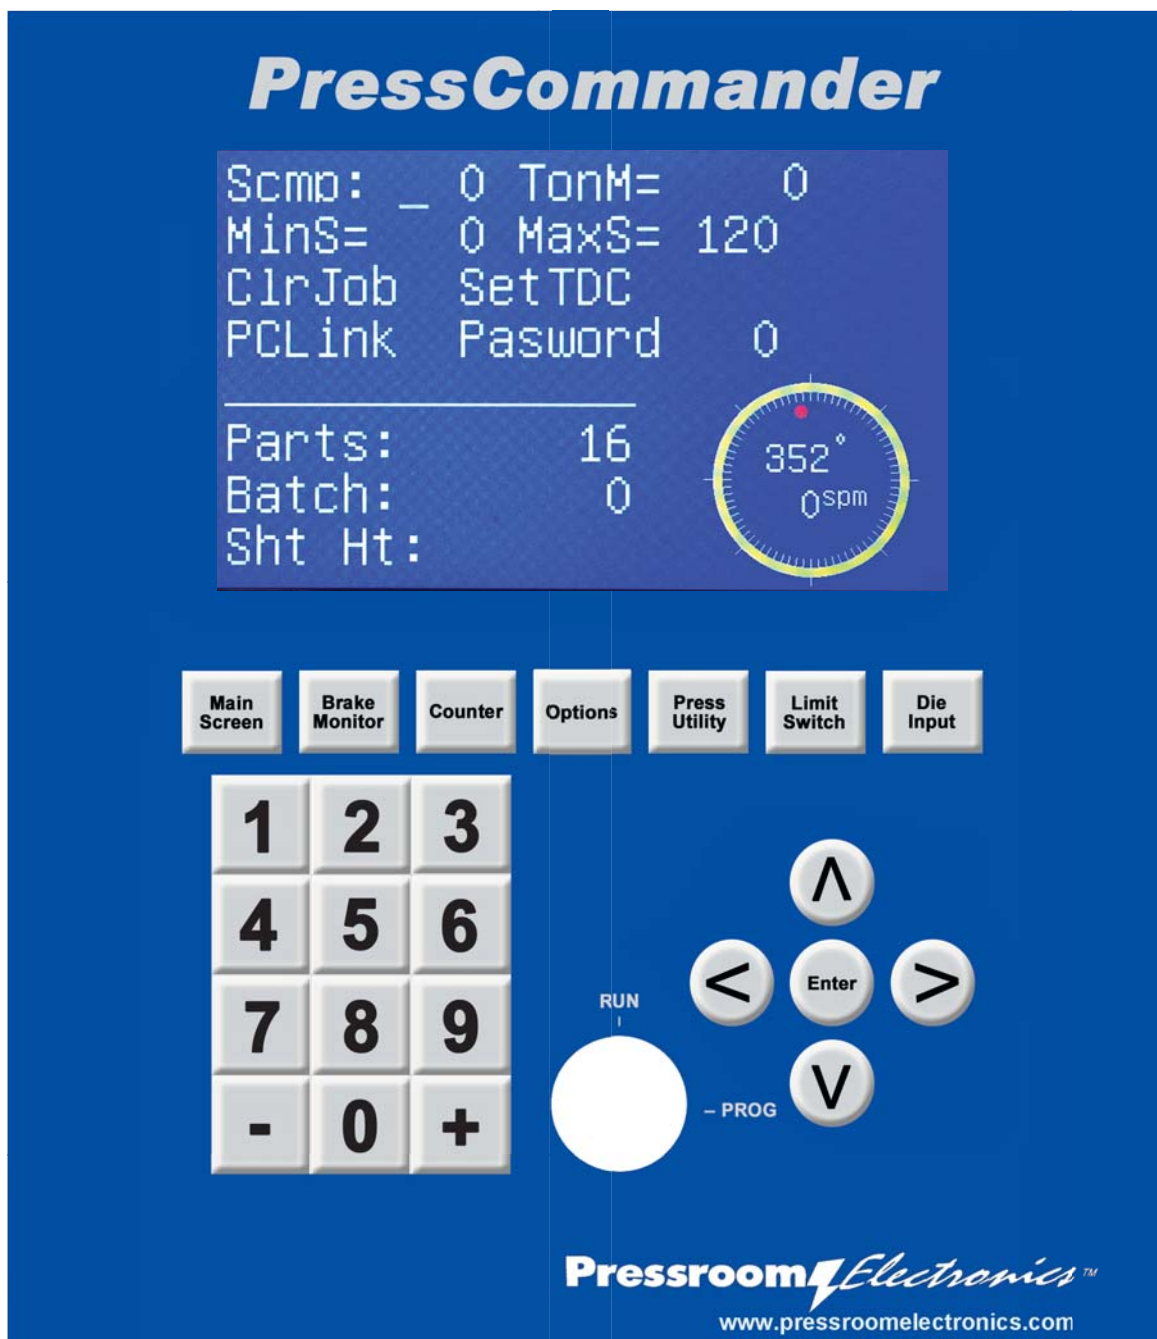 PressCommander
Scmp: _ 0 TonM= 0
MinS= 0 MaxS= 120
ClrJob SetTDC
PCLink Pasword 0
Parts: 16
Batch: 0
Sht Ht:
352°
0spm
Main Screen
Brake Monitor
Counter
Options
Press Utility
Limit Switch
Die Input
1 2 3
4 5 6
7 8 9
- 0 +
Λ
< Enter >
V
RUN
– PROG
Pressroom Electronics™
www.pressroomelectronics.com